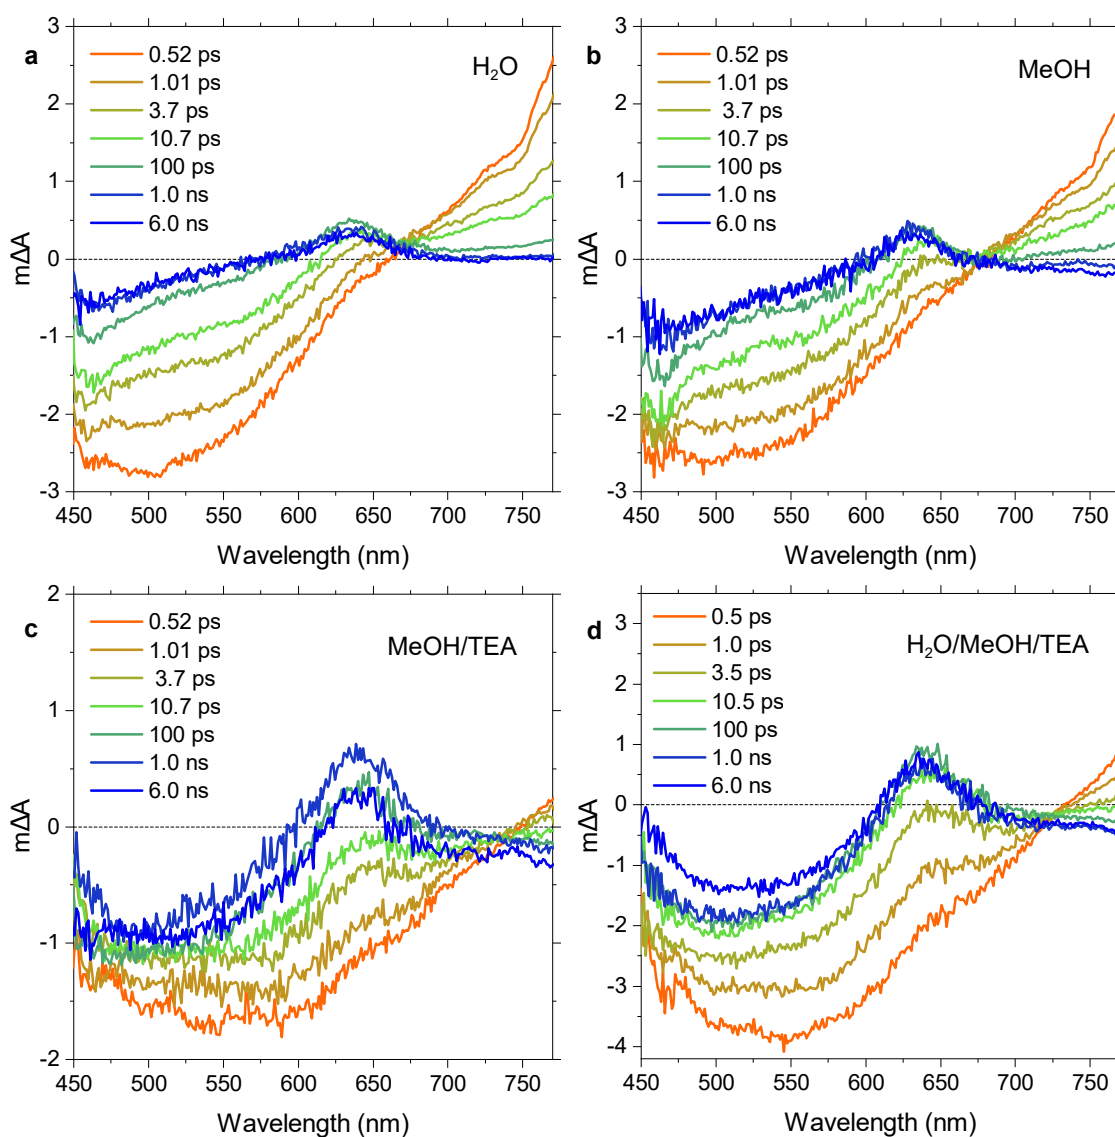 a
H₂O
0.52 ps
1.01 ps
3.7 ps
10.7 ps
100 ps
1.0 ns
6.0 ns
3
2
1
0
-1
-2
-3
450 500 550 600 650 700 750
mΔA
Wavelength (nm)
b
MeOH
0.52 ps
1.01 ps
3.7 ps
10.7 ps
100 ps
1.0 ns
6.0 ns
3
2
1
0
-1
-2
-3
450 500 550 600 650 700 750
mΔA
Wavelength (nm)
c
MeOH/TEA
0.52 ps
1.01 ps
3.7 ps
10.7 ps
100 ps
1.0 ns
6.0 ns
2
1
0
-1
-2
450 500 550 600 650 700 750
mΔA
Wavelength (nm)
d
H₂O/MeOH/TEA
0.5 ps
1.0 ps
3.5 ps
10.5 ps
100 ps
1.0 ns
6.0 ns
3
2
1
0
-1
-2
-3
-4
450 500 550 600 650 700 750
mΔA
Wavelength (nm)